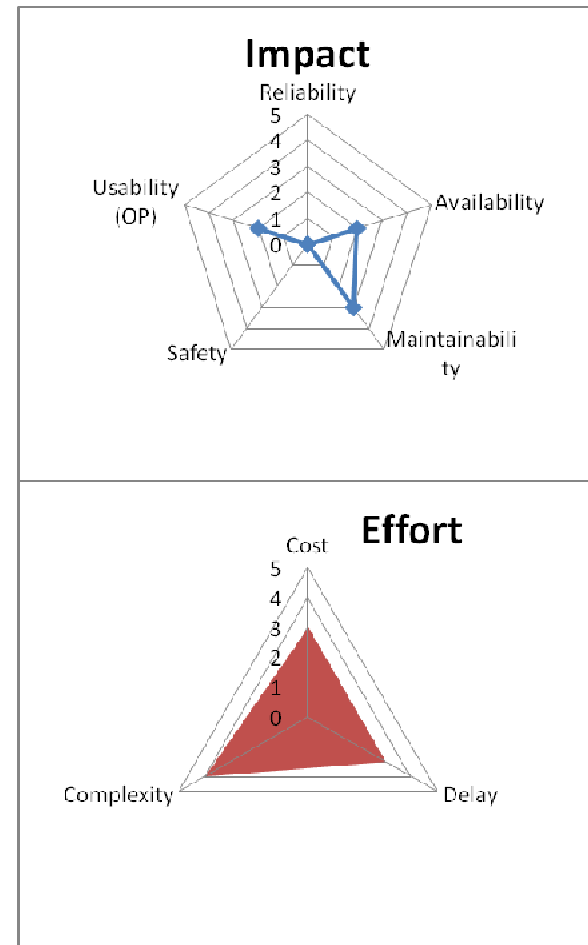 Impact
Reliability
5
4
3
2
1
0
Usability
(OP)
Availability
Safety
Maintainabili
ty
Effort
Cost
5
4
3
2
1
0
Complexity
Delay